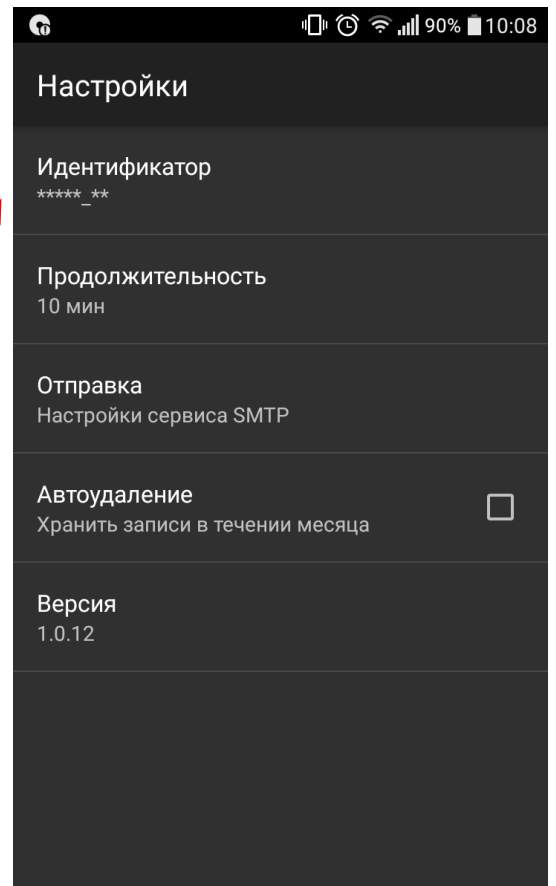 90% 10:08
Настройки
Идентификатор
*****_**
Продолжительность
10 мин
Отправка
Настройки сервиса SMTP
Автоудаление
Хранить записи в течении месяца
Версия
1.0.12